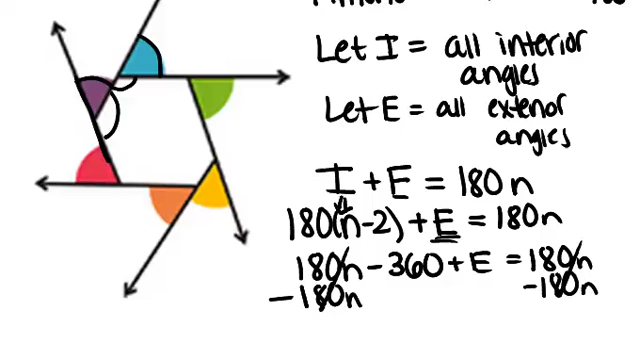 Let I = all interior
angles
Let E = all exterior
angles
I + E = 180n
180(n-2) + E = 180n
180n - 360 + E = 180n
-180n -180n